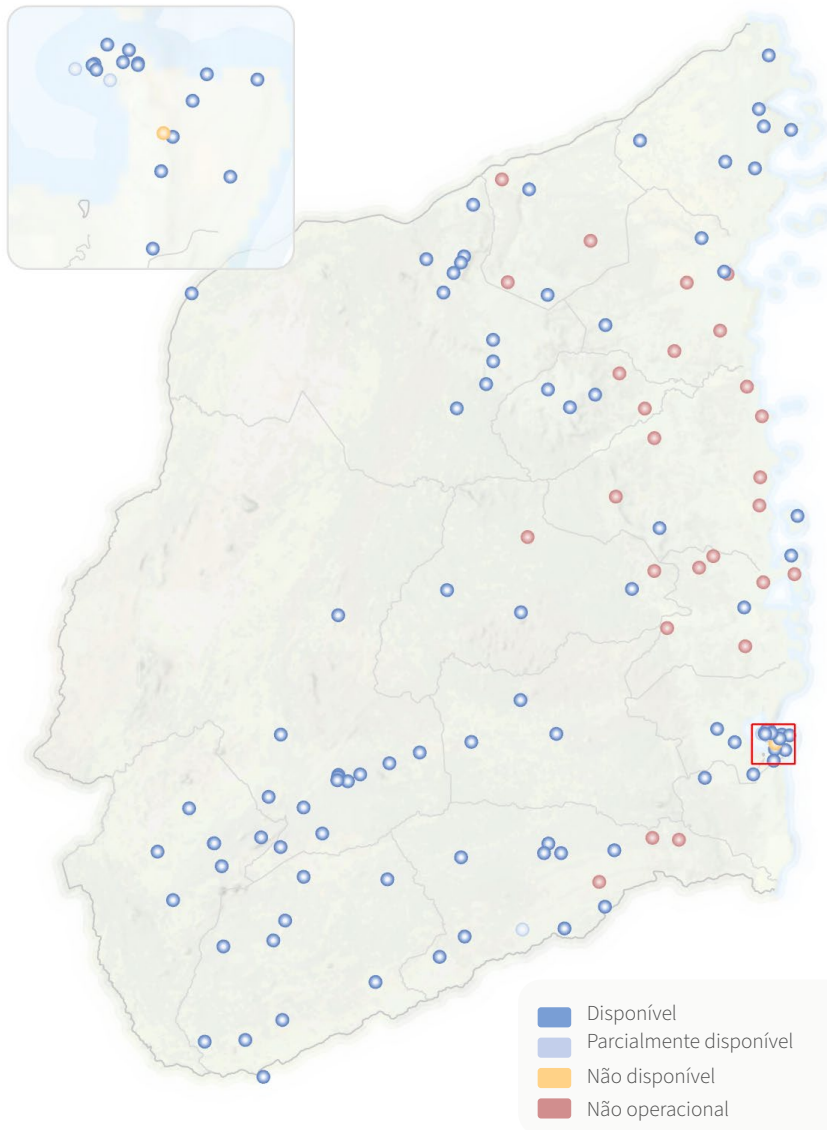 Disponível
Parcialmente disponível
Não disponível
Não operacional